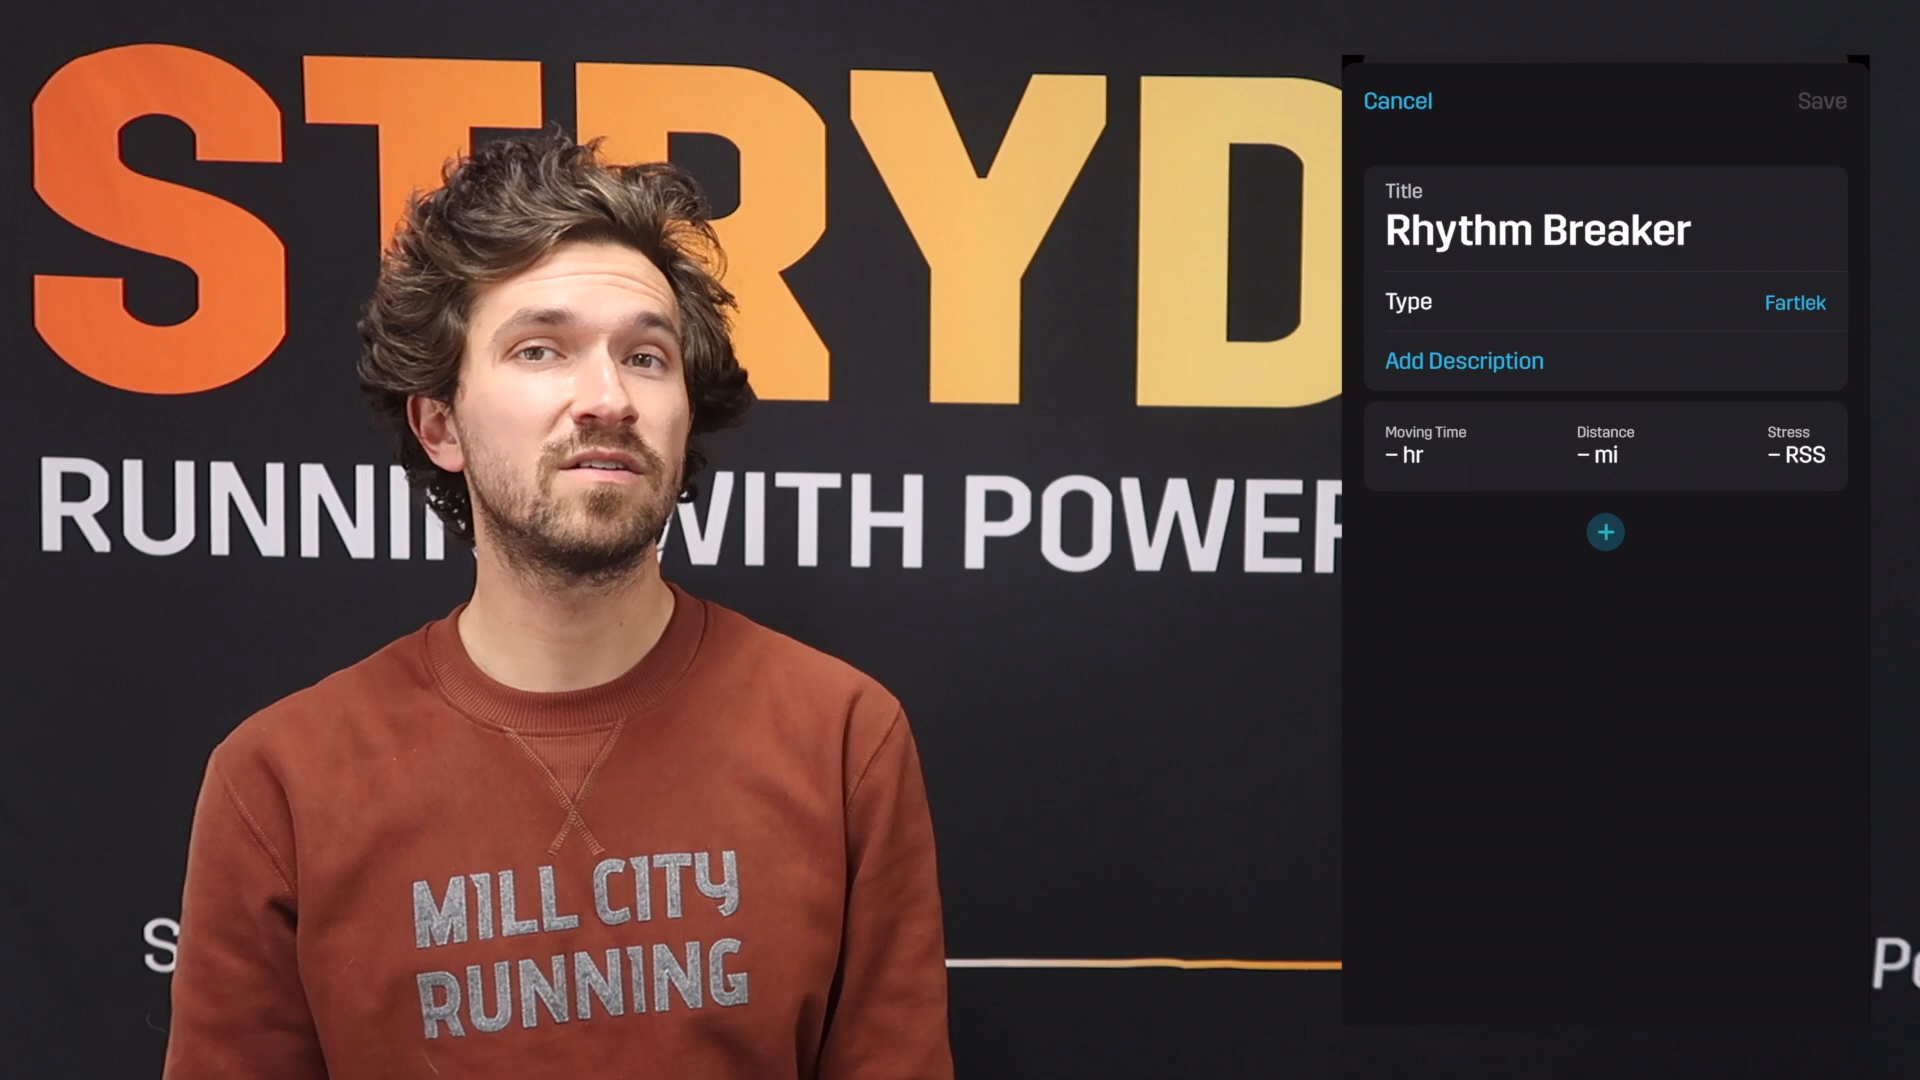 STRYD
RUNNING WITH POWER
MILL CITY
RUNNING
Cancel
Save
Title
Rhythm Breaker
Type
Fartlek
Add Description
Moving Time
– hr
Distance
– mi
Stress
– RSS
+